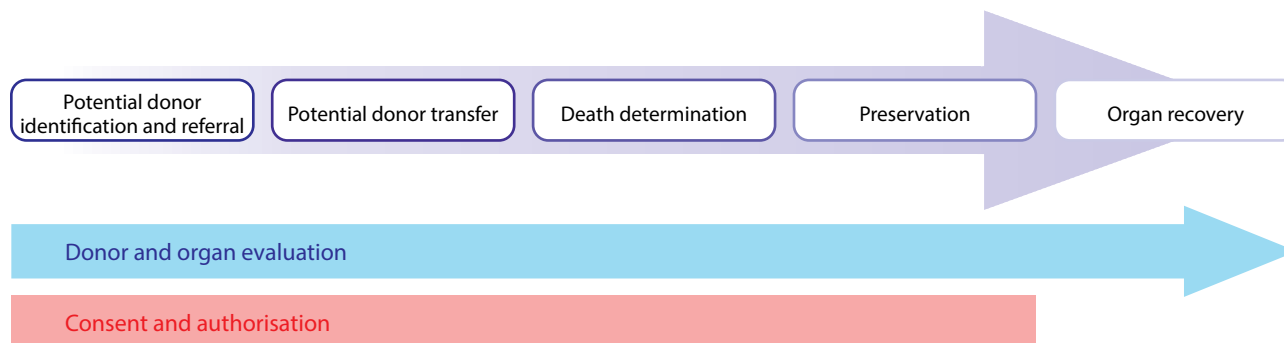 Potential donor
identification and referral
Potential donor transfer
Death determination
Preservation
Organ recovery
Donor and organ evaluation
Consent and authorisation